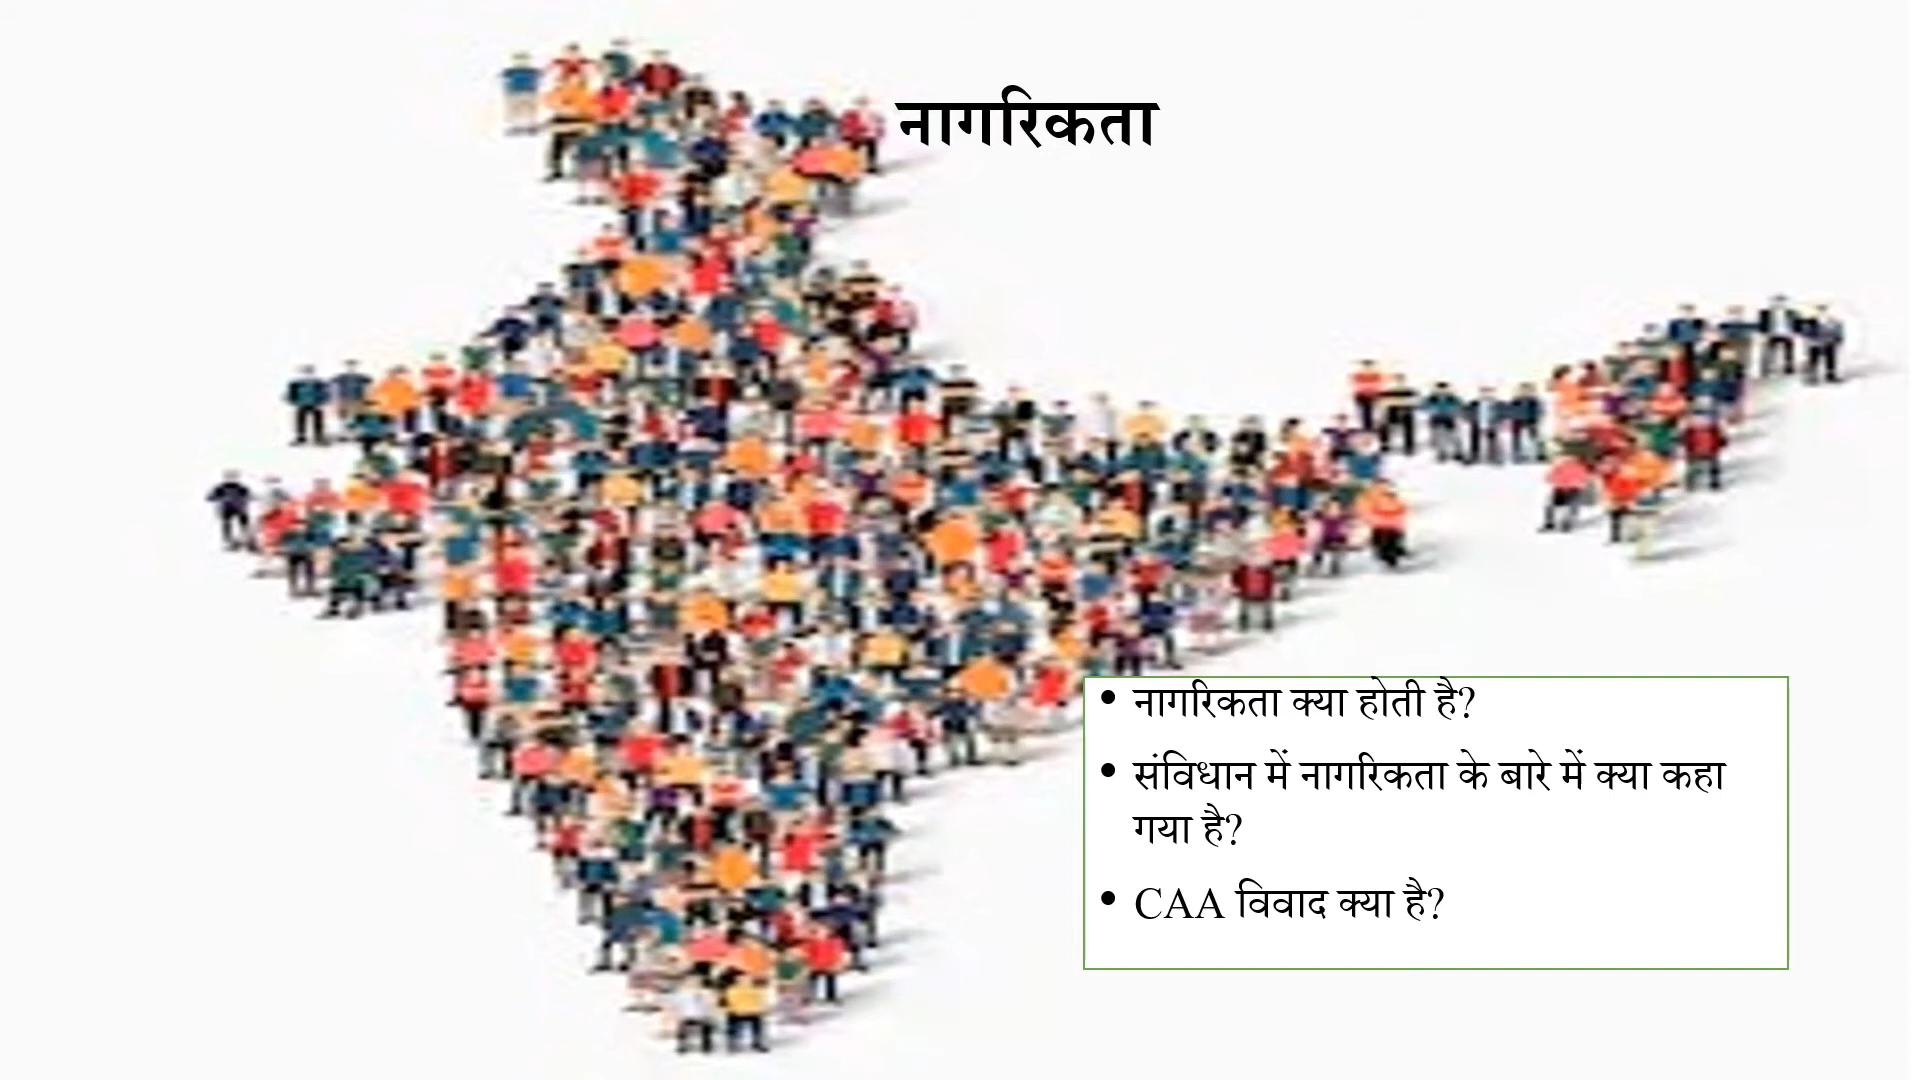 नागरिकता
• नागरिकता क्या होती है?
• संविधान में नागरिकता के बारे में क्या कहा
गया है?
• CAA विवाद क्या है?